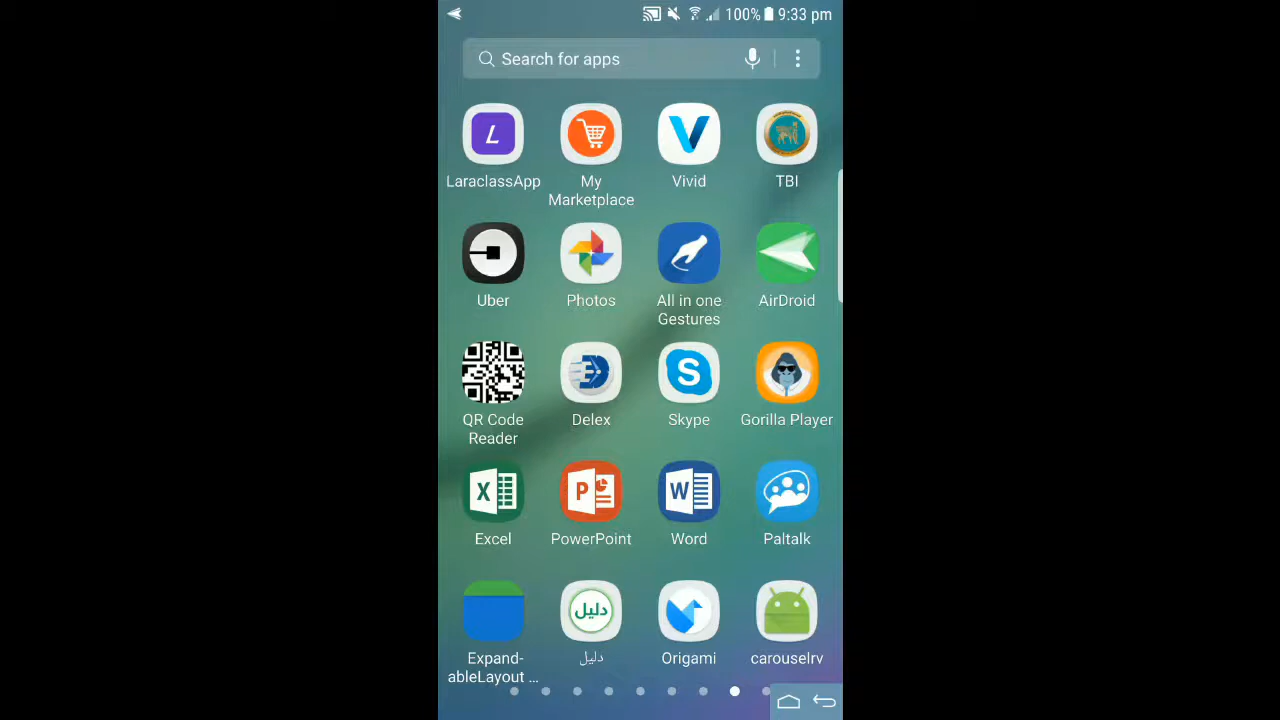 100% 9:33 pm
Search for apps
L
V
LaraclassApp
My
Marketplace
Vivid
TBI
Uber
Photos
All in one
Gestures
AirDroid
S
QR Code
Reader
Delex
Skype
Gorilla Player
X
P
W
Excel
PowerPoint
Word
Paltalk
دليل
Expand-
ableLayout ...
دليل
Origami
carouselrv